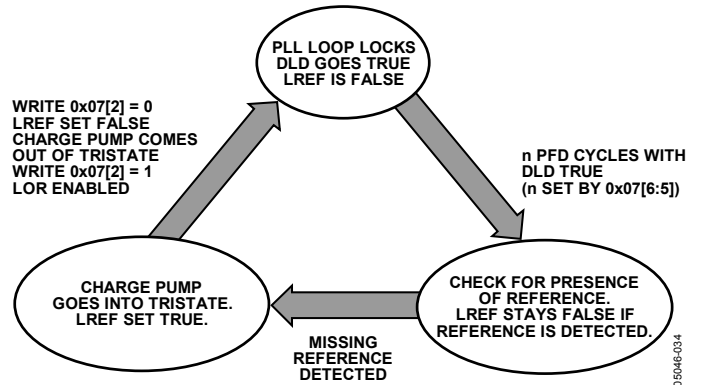 PLL LOOP LOCKS
DLD GOES TRUE
LREF IS FALSE
WRITE 0x07[2] = 0
LREF SET FALSE
CHARGE PUMP COMES
OUT OF TRISTATE
WRITE 0x07[2] = 1
LOR ENABLED
n PFD CYCLES WITH
DLD TRUE
(n SET BY 0x07[6:5])
CHARGE PUMP
GOES INTO TRISTATE.
LREF SET TRUE.
CHECK FOR PRESENCE
OF REFERENCE.
LREF STAYS FALSE IF
REFERENCE IS DETECTED.
MISSING
REFERENCE
DETECTED
05046-034